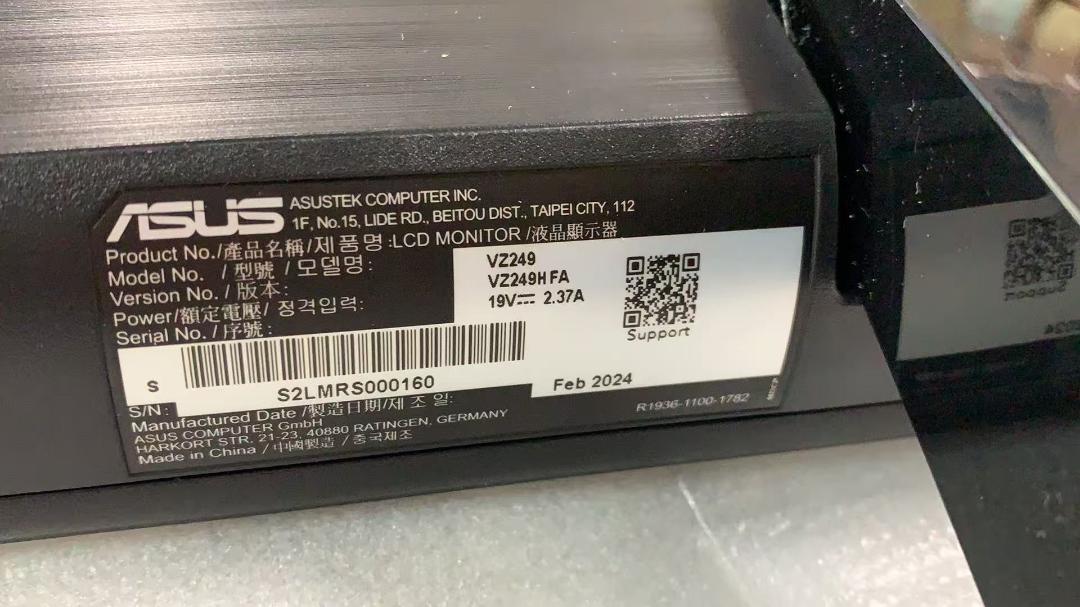 ASUS
ASUSTEK COMPUTER INC.
1F, No.15, LIDE RD., BEITOU DIST., TAIPEI CITY, 112
Product No./產品名稱/제품명 :LCD MONITOR /液晶顯示器
Model No. / 型號 / 모델명 : VZ249
Version No. / 版本 : VZ249H FA
Power/額定電壓/ 정격입력: 19V 2.37A
Serial No. / 序號 :
Support
S
S2LMRS000160
S/N :
Manufactured Date /製造日期/제조일: Feb 2024
ASUS COMPUTER GmbH
HARKORT STR, 21-23, 40880 RATINGEN, GERMANY
Made in China / 中國製造 / 중국제조
R1936-1100-1782